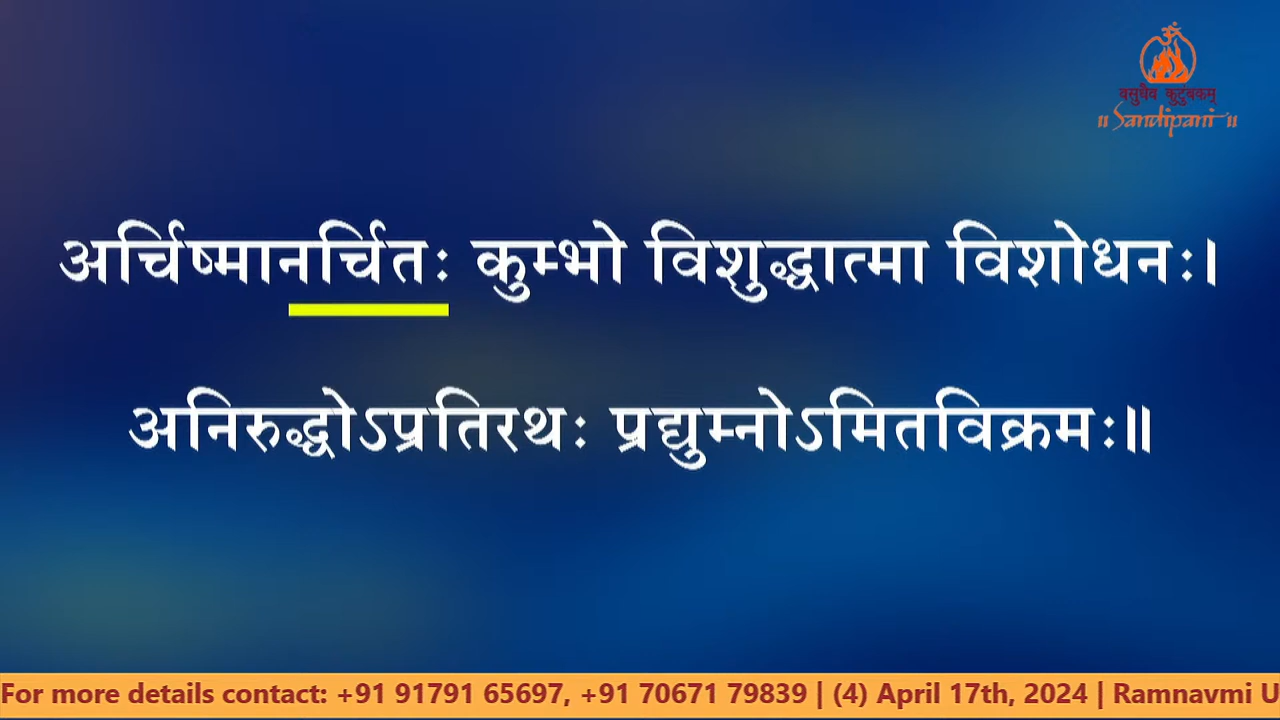 ॐ
वसुधैव कुटुंबकम्
॥ Sandipani ॥
अर्चिष्मानर्चितः कुम्भो विशुद्धात्मा विशोधनः।
अनिरुद्धोऽप्रतिरथः प्रद्युम्नोऽमितविक्रमः॥
For more details contact: +91 91791 65697, +91 70671 79839 | (4) April 17th, 2024 | Ramnavmi U